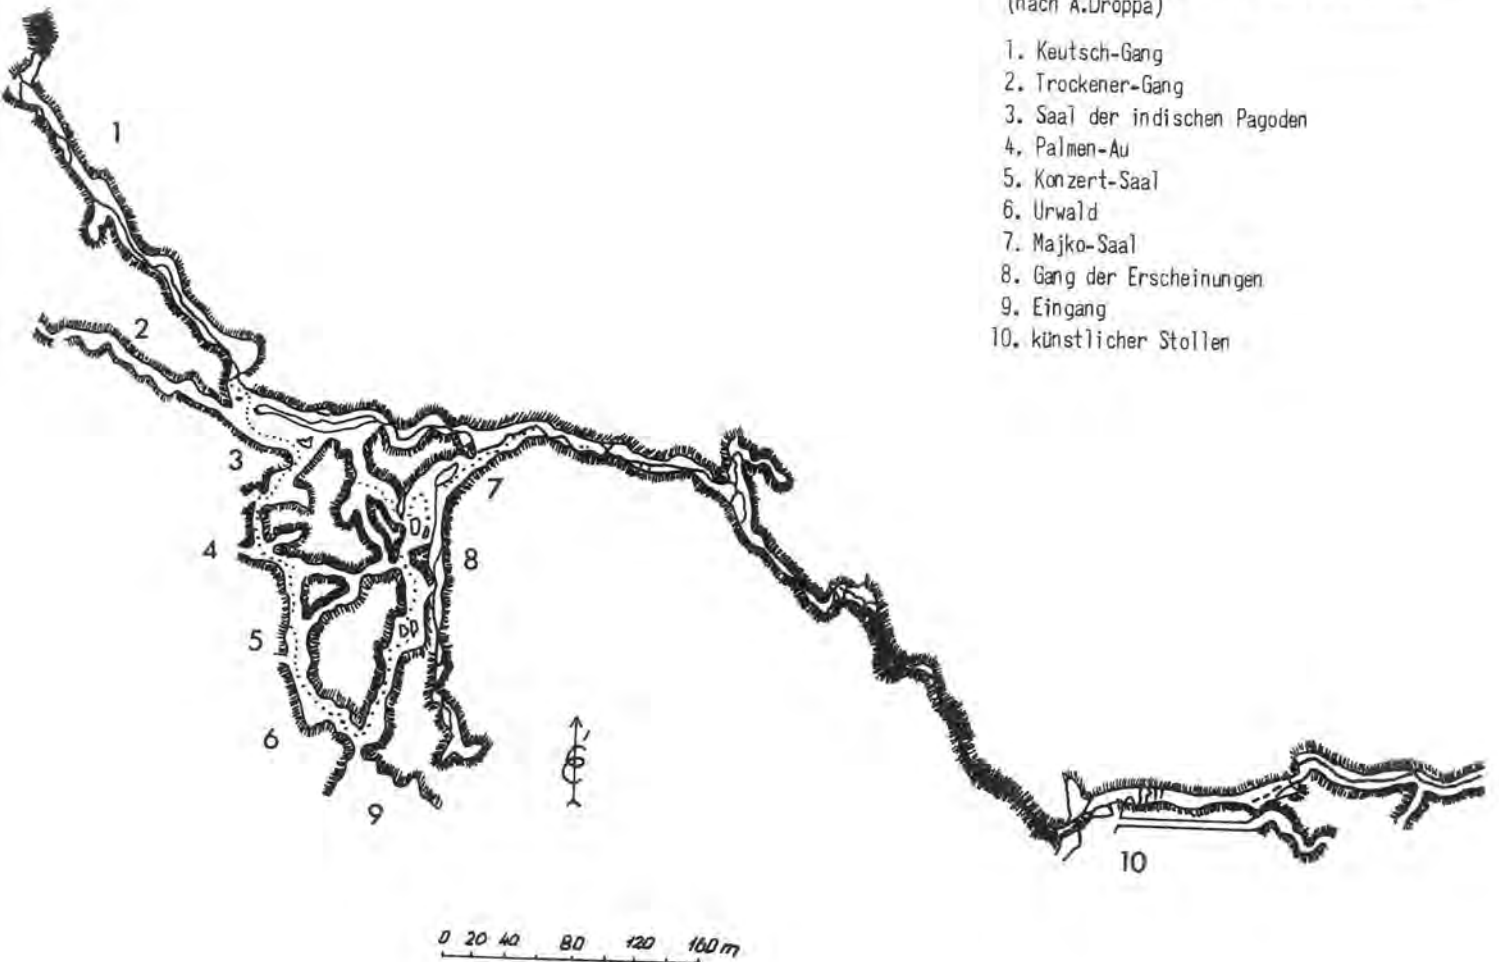 (nach A.Droppa)
1. Keutsch-Gang
2. Trockener-Gang
3. Saal der indischen Pagoden
4. Palmen-Au
5. Konzert-Saal
6. Urwald
7. Majko-Saal
8. Gang der Erscheinungen
9. Eingang
10. künstlicher Stollen
1
2
3
4
5
6
7
8
9
10
0 20 40 80 120 160 m